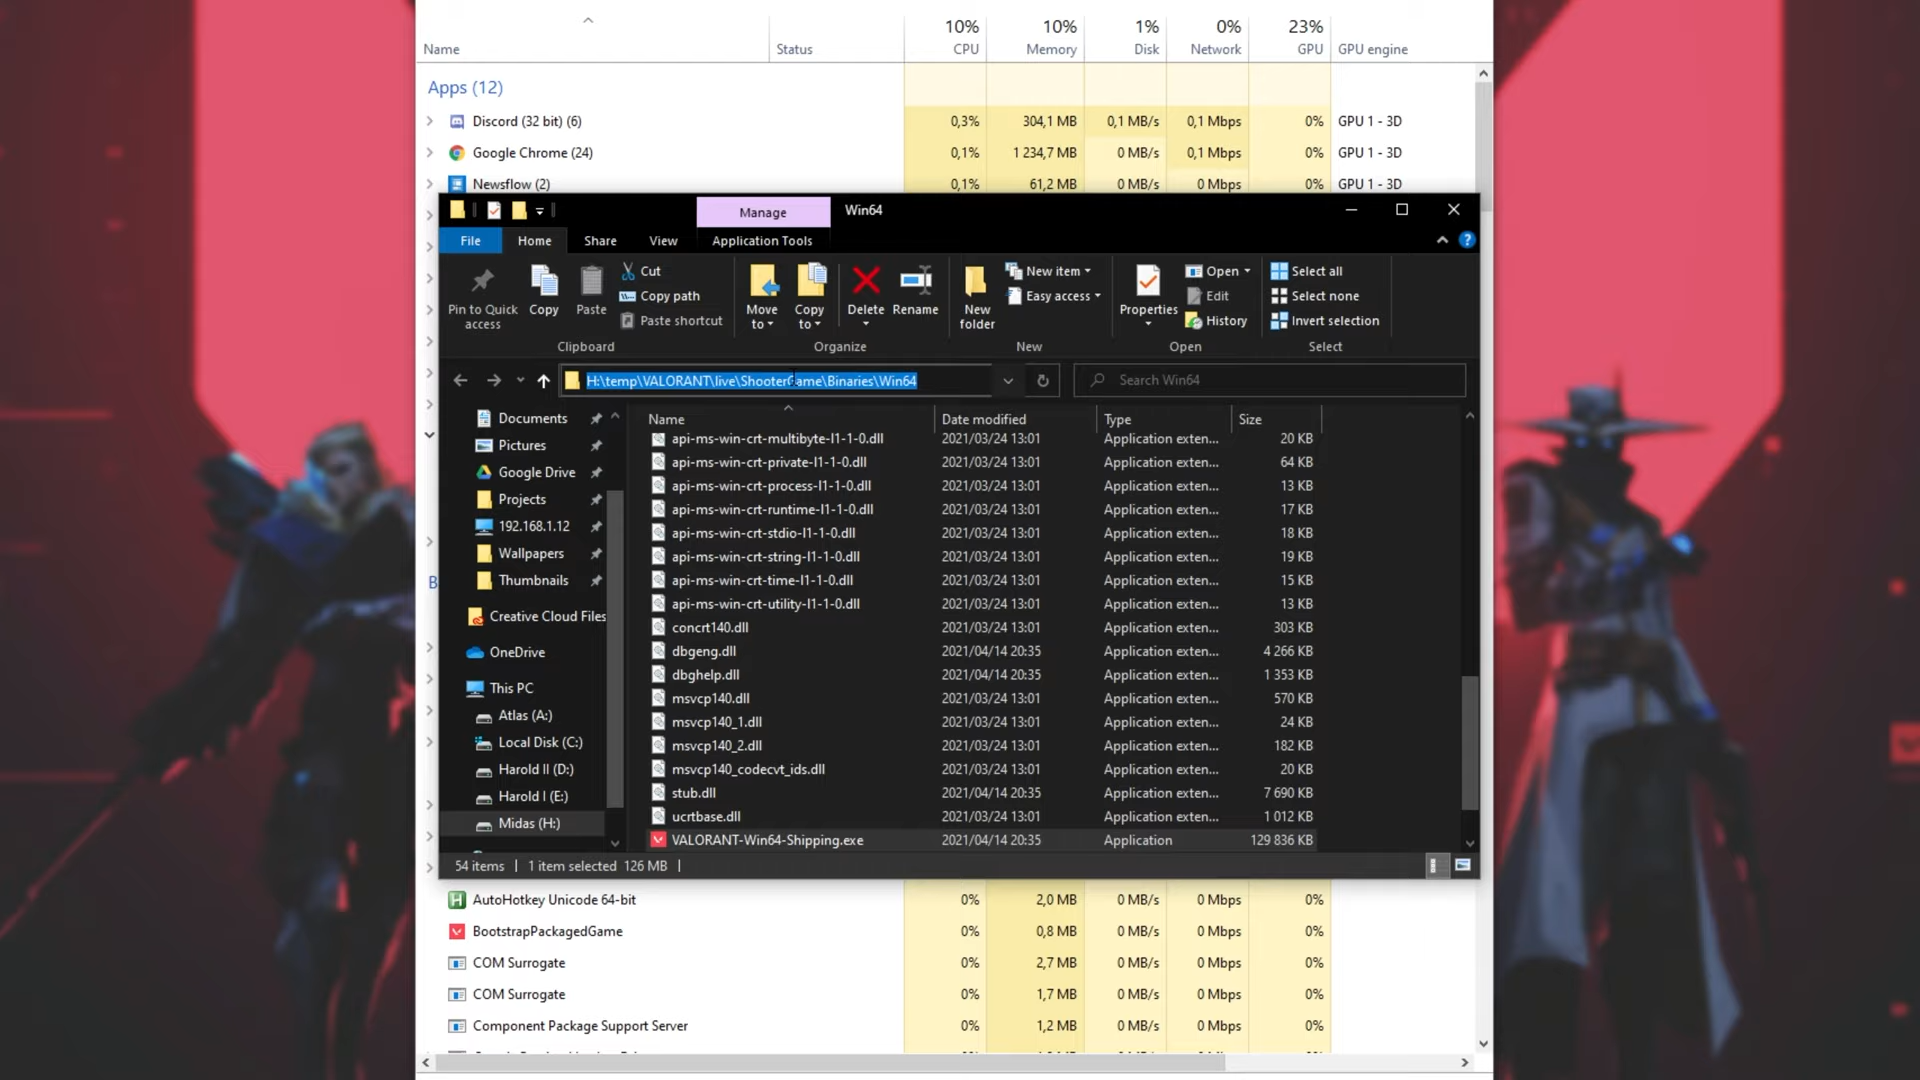 10% 10% 1% 0% 23%
Name Status CPU Memory Disk Network GPU GPU engine
Apps (12)
Discord (32 bit) (6) 0,3% 304,1 MB 0,1 MB/s 0,1 Mbps 0% GPU 1 - 3D
Google Chrome (24) 0,1% 1 234,7 MB 0 MB/s 0,1 Mbps 0% GPU 1 - 3D
Newsflow (2) 0,1% 61,2 MB 0 MB/s 0 Mbps 0% GPU 1 - 3D
Manage Win64
File Home Share View Application Tools
Pin to Quick access
Copy
Paste
Cut
Copy path
Paste shortcut
Clipboard
Move to
Copy to
Delete
Rename
Organize
New folder
New item
Easy access
New
Properties
Open
Edit
History
Open
Select all
Select none
Invert selection
Select
H:\temp\VALORANT\live\ShooterGame\Binaries\Win64
Search Win64
Documents
Pictures
Google Drive
Projects
192.168.1.12
Wallpapers
Thumbnails
Creative Cloud Files
OneDrive
This PC
Atlas (A:)
Local Disk (C:)
Harold II (D:)
Harold I (E:)
Midas (H:)
Name Date modified Type Size
api-ms-win-crt-multibyte-l1-1-0.dll 2021/03/24 13:01 Application exten... 20 KB
api-ms-win-crt-private-l1-1-0.dll 2021/03/24 13:01 Application exten... 64 KB
api-ms-win-crt-process-l1-1-0.dll 2021/03/24 13:01 Application exten... 13 KB
api-ms-win-crt-runtime-l1-1-0.dll 2021/03/24 13:01 Application exten... 17 KB
api-ms-win-crt-stdio-l1-1-0.dll 2021/03/24 13:01 Application exten... 18 KB
api-ms-win-crt-string-l1-1-0.dll 2021/03/24 13:01 Application exten... 19 KB
api-ms-win-crt-time-l1-1-0.dll 2021/03/24 13:01 Application exten... 15 KB
api-ms-win-crt-utility-l1-1-0.dll 2021/03/24 13:01 Application exten... 13 KB
concrt140.dll 2021/03/24 13:01 Application exten... 303 KB
dbgeng.dll 2021/04/14 20:35 Application exten... 4 266 KB
dbghelp.dll 2021/04/14 20:35 Application exten... 1 353 KB
msvcp140.dll 2021/03/24 13:01 Application exten... 570 KB
msvcp140_1.dll 2021/03/24 13:01 Application exten... 24 KB
msvcp140_2.dll 2021/03/24 13:01 Application exten... 182 KB
msvcp140_codecvt_ids.dll 2021/03/24 13:01 Application exten... 20 KB
stub.dll 2021/04/14 20:35 Application exten... 7 690 KB
ucrtbase.dll 2021/03/24 13:01 Application exten... 1 012 KB
VALORANT-Win64-Shipping.exe 2021/04/14 20:35 Application 129 836 KB
54 items 1 item selected 126 MB
B
AutoHotkey Unicode 64-bit 0% 2,0 MB 0 MB/s 0 Mbps 0%
BootstrapPackagedGame 0% 0,8 MB 0 MB/s 0 Mbps 0%
COM Surrogate 0% 2,7 MB 0 MB/s 0 Mbps 0%
COM Surrogate 0% 1,7 MB 0 MB/s 0 Mbps 0%
Component Package Support Server 0% 1,2 MB 0 MB/s 0 Mbps 0%